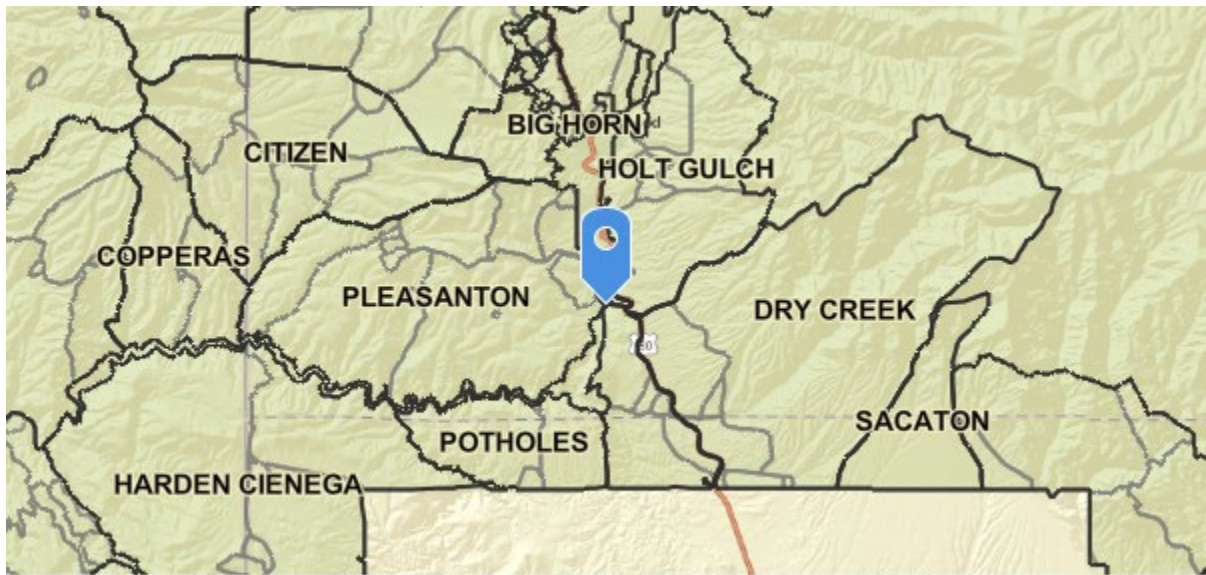 BIG HORN
CITIZEN
HOLT GULCH
COPPERAS
PLEASANTON
DRY CREEK
SACATON
POTHOLES
HARDEN CIENEGA